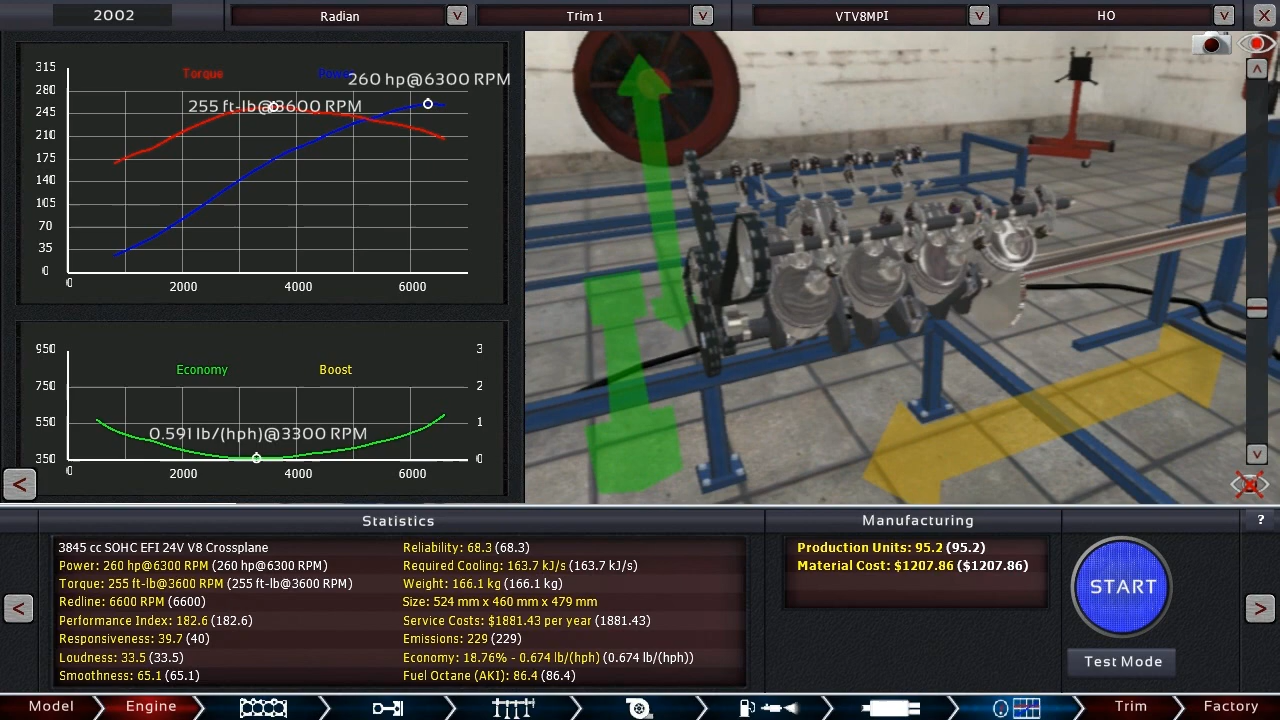 2002 Radian V Trim 1 V VTV8MPI V HO V X
Torque Power
260 hp@6300 RPM
255 ft-lb@3600 RPM
315
280
245
210
175
140
105
70
35
0
0 2000 4000 6000
950 3
Economy Boost
750 2
550 1
0.591 lb/(hph)@3300 RPM
350 0
0 2000 4000 6000
<
Statistics
3845 cc SOHC EFI 24V V8 Crossplane
Power: 260 hp@6300 RPM (260 hp@6300 RPM)
Torque: 255 ft-lb@3600 RPM (255 ft-lb@3600 RPM)
Redline: 6600 RPM (6600)
Performance Index: 182.6 (182.6)
Responsiveness: 39.7 (40)
Loudness: 33.5 (33.5)
Smoothness: 65.1 (65.1)
Reliability: 68.3 (68.3)
Required Cooling: 163.7 kJ/s (163.7 kJ/s)
Weight: 166.1 kg (166.1 kg)
Size: 524 mm x 460 mm x 479 mm
Service Costs: $1881.43 per year (1881.43)
Emissions: 229 (229)
Economy: 18.76% - 0.674 lb/(hph) (0.674 lb/(hph))
Fuel Octane (AKI): 86.4 (86.4)
Manufacturing
Production Units: 95.2 (95.2)
Material Cost: $1207.86 ($1207.86)
?
START
Test Mode
< >
Model Engine Trim Factory